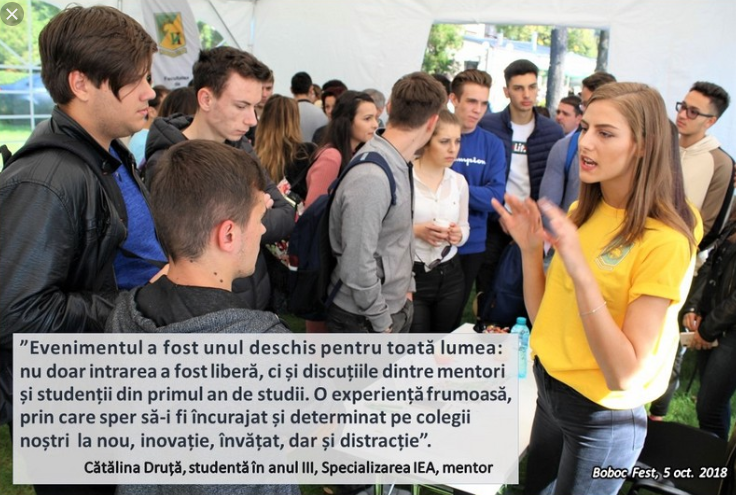 ”Evenimentul a fost unul deschis pentru toată lumea:
nu doar intrarea a fost liberă, ci și discuțiile dintre mentori
și studenții din primul an de studii. O experiență frumoasă,
prin care sper să-i fi încurajat și determinat pe colegii
noștri la nou, inovație, învățat, dar și distracție”.
Cătălina Druță, studentă în anul III, Specializarea IEA, mentor
Boboc Fest, 5 oct. 2018